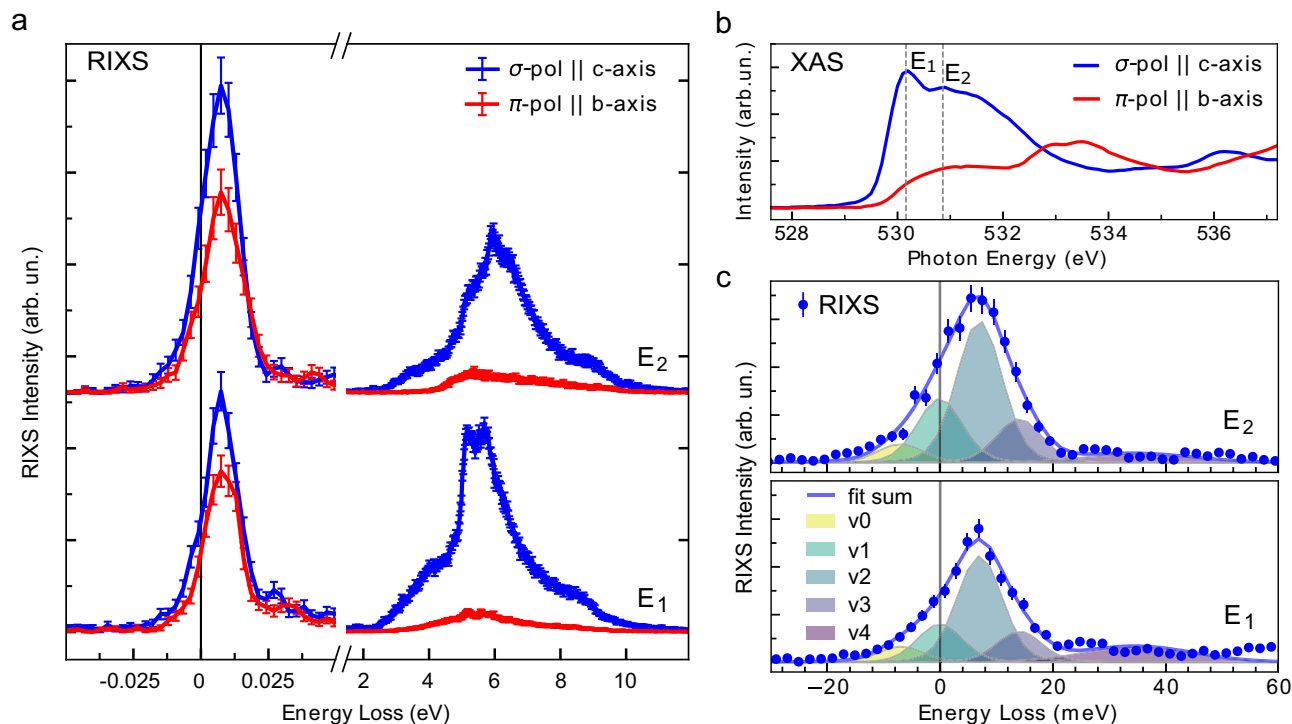 a
RIXS
σ-pol || c-axis
π-pol || b-axis
E2
E1
RIXS Intensity (arb. un.)
-0.025 0 0.025 2 4 6 8 10
Energy Loss (eV)
b
XAS
E1
E2
σ-pol || c-axis
π-pol || b-axis
Intensity (arb.un.)
528 530 532 534 536
Photon Energy (eV)
c
RIXS
E2
fit sum
v0
v1
v2
v3
v4
E1
RIXS Intensity (arb. un.)
−20 0 20 40 60
Energy Loss (meV)